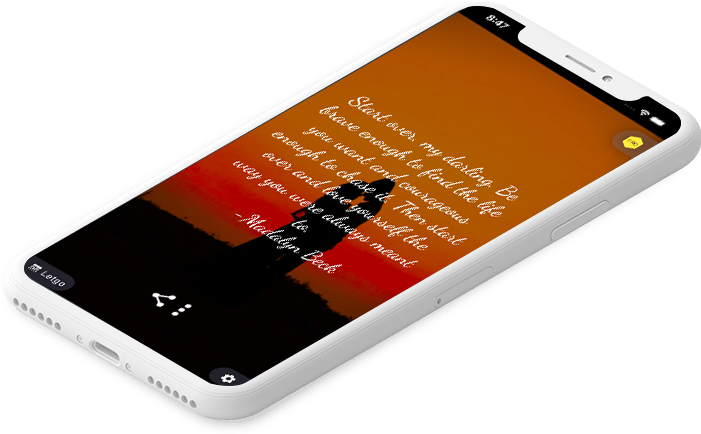 8:47
Start over, my darling. Be
brave enough to find the life
you want and courageous
enough to chase it. Then start
over and love yourself the
way you were always meant
to.
-Madalyn Beck
Letgo